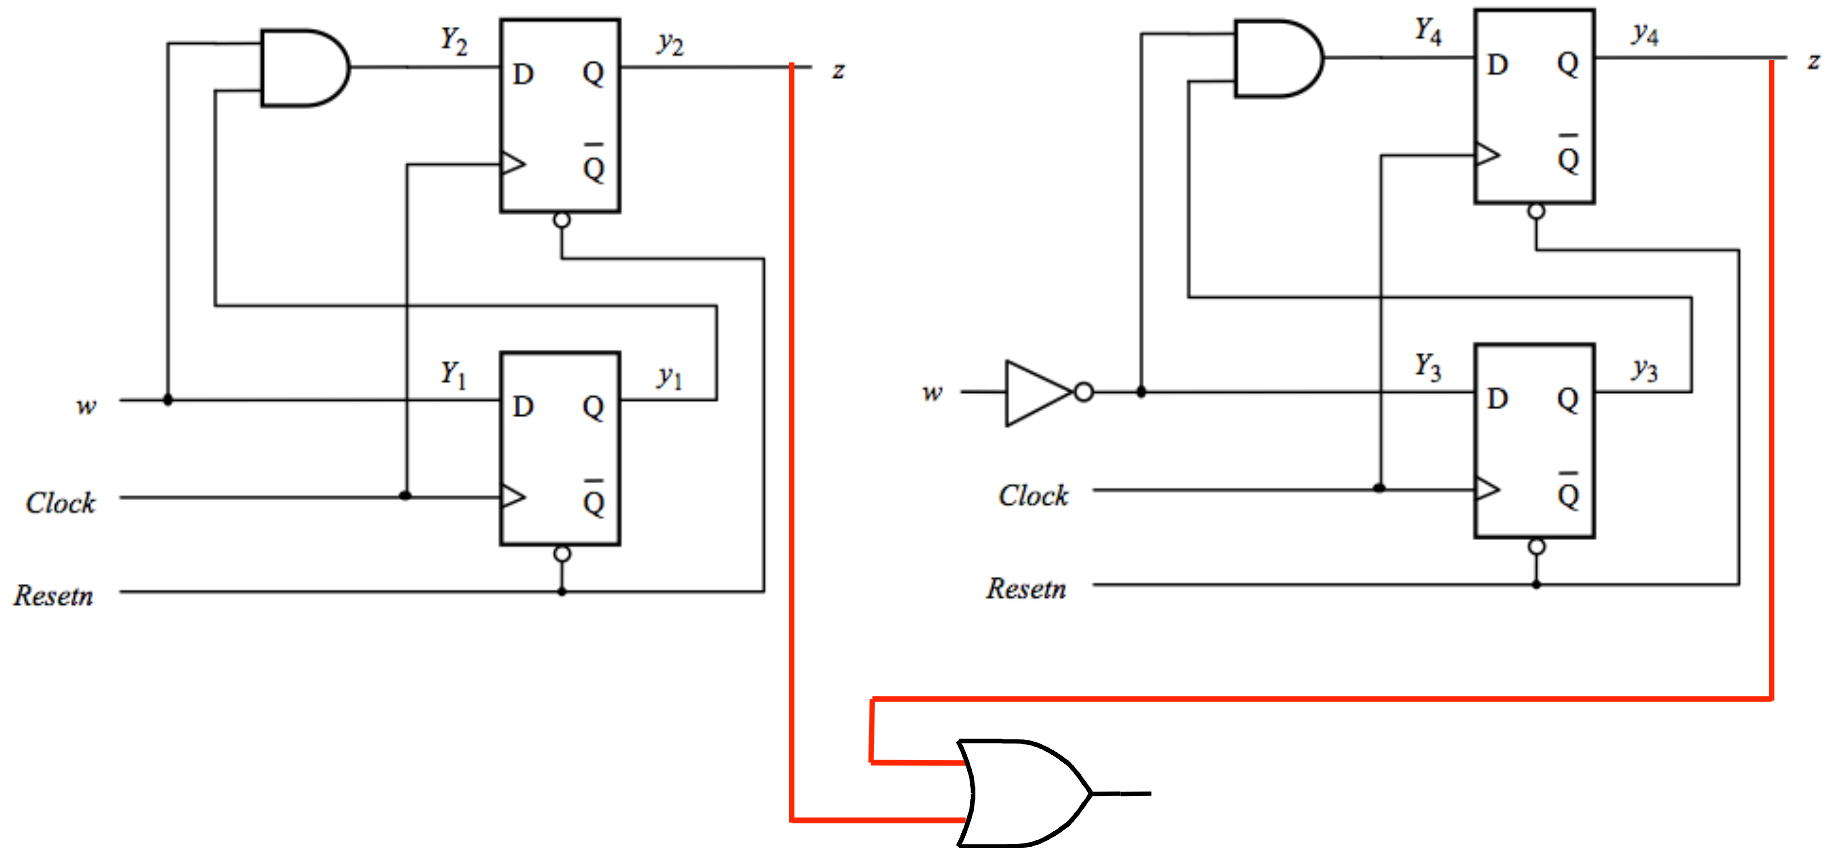 Y2
D
Q
y2
z
Q̅
Y1
w
D
Q
y1
Clock
Q̅
Resetn
Y4
D
Q
y4
z
Q̅
Y3
w
D
Q
y3
Clock
Q̅
Resetn